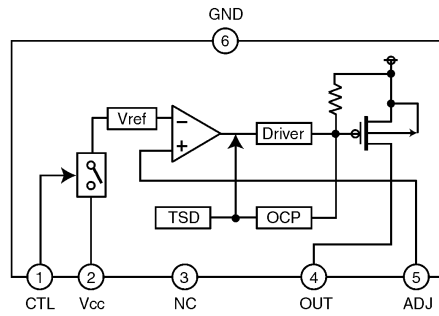 GND
6
Vref
−
+
Driver
TSD
OCP
1
2
3
4
5
CTL
Vcc
NC
OUT
ADJ